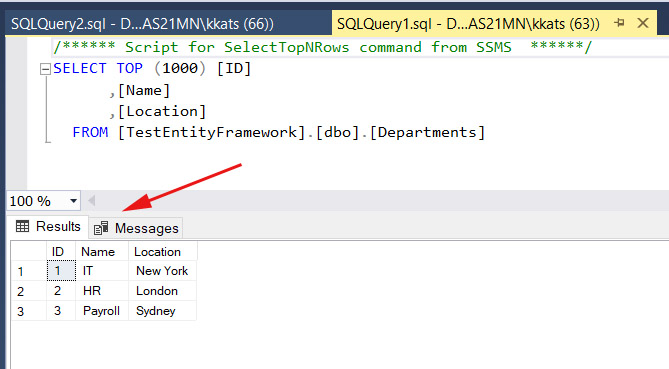 SQLQuery2.sql - D...AS21MN\kkats (66))
SQLQuery1.sql - D...AS21MN\kkats (63))
/****** Script for SelectTopNRows command from SSMS  ******/
SELECT TOP (1000) [ID]
      ,[Name]
      ,[Location]
  FROM [TestEntityFramework].[dbo].[Departments]
100 %
Results Messages
ID Name Location
1 1 IT New York
2 2 HR London
3 3 Payroll Sydney